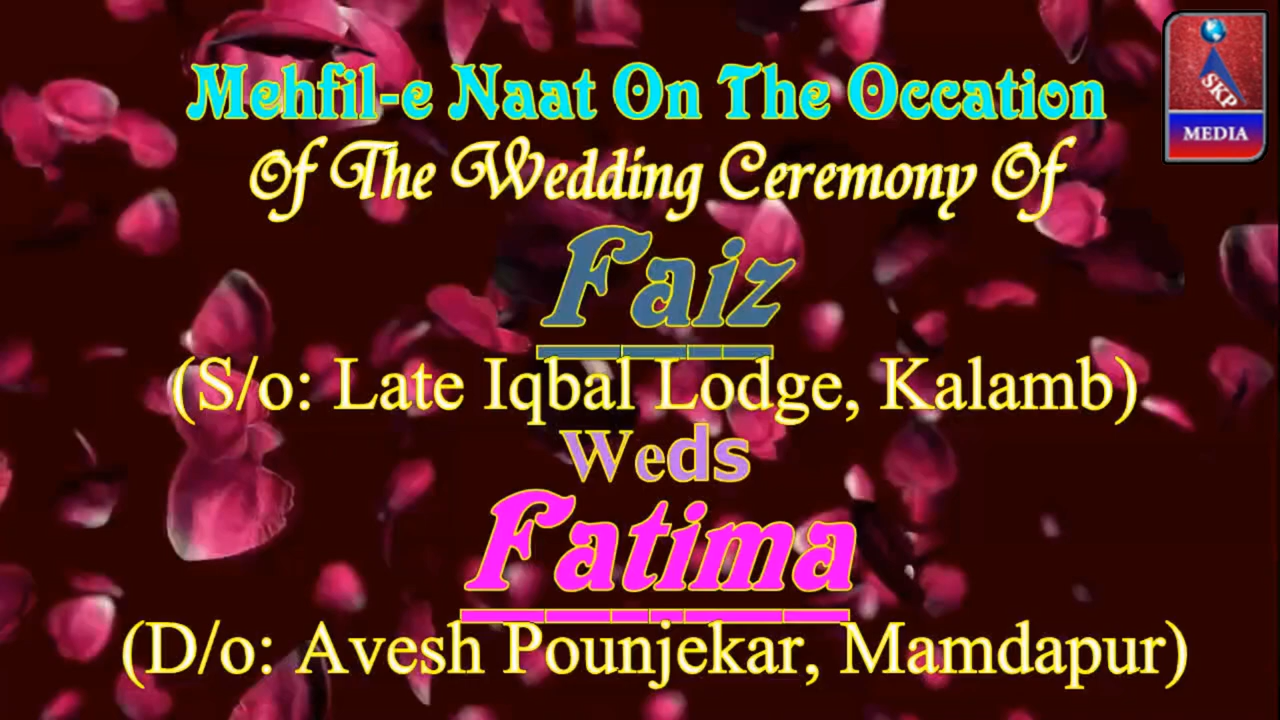 Mehfil-e Naat On The Occation
Of The Wedding Ceremony Of
Faiz
(S/o: Late Iqbal Lodge, Kalamb)
Weds
Fatima
(D/o: Avesh Pounjekar, Mamdapur)
SKP
MEDIA